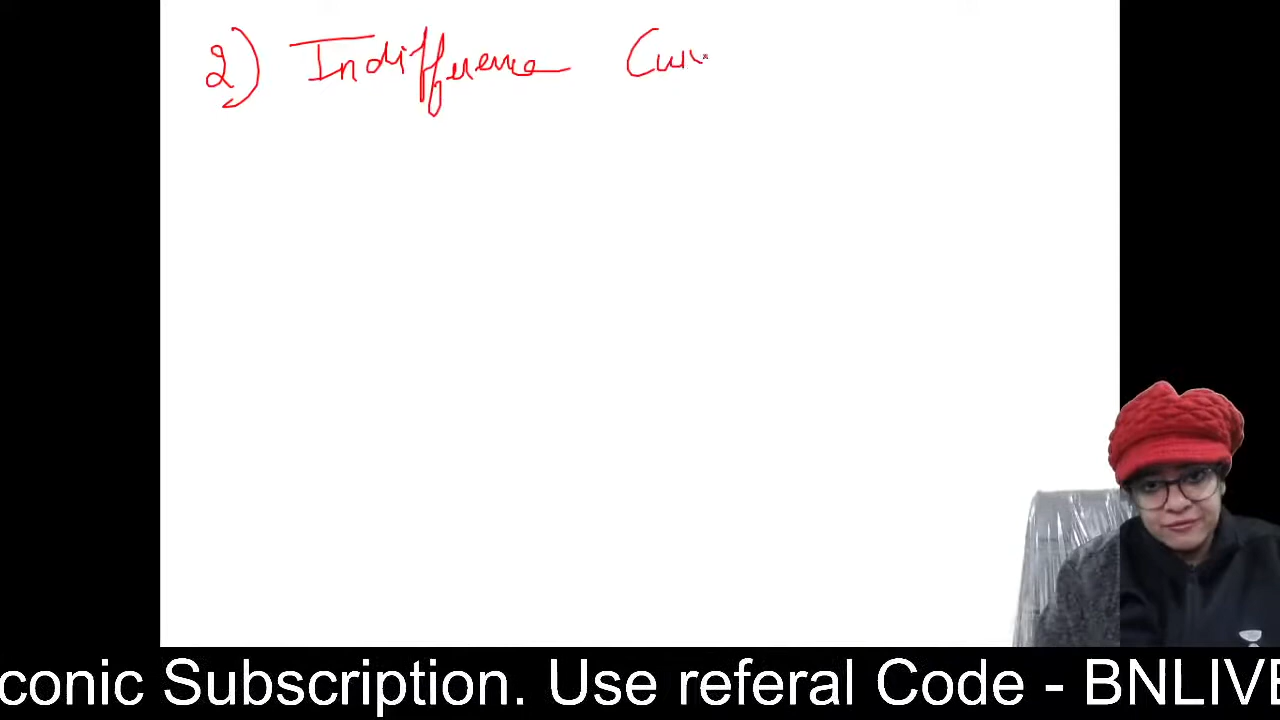 2) Indifference Cur
conic Subscription. Use referal Code - BNLIVE